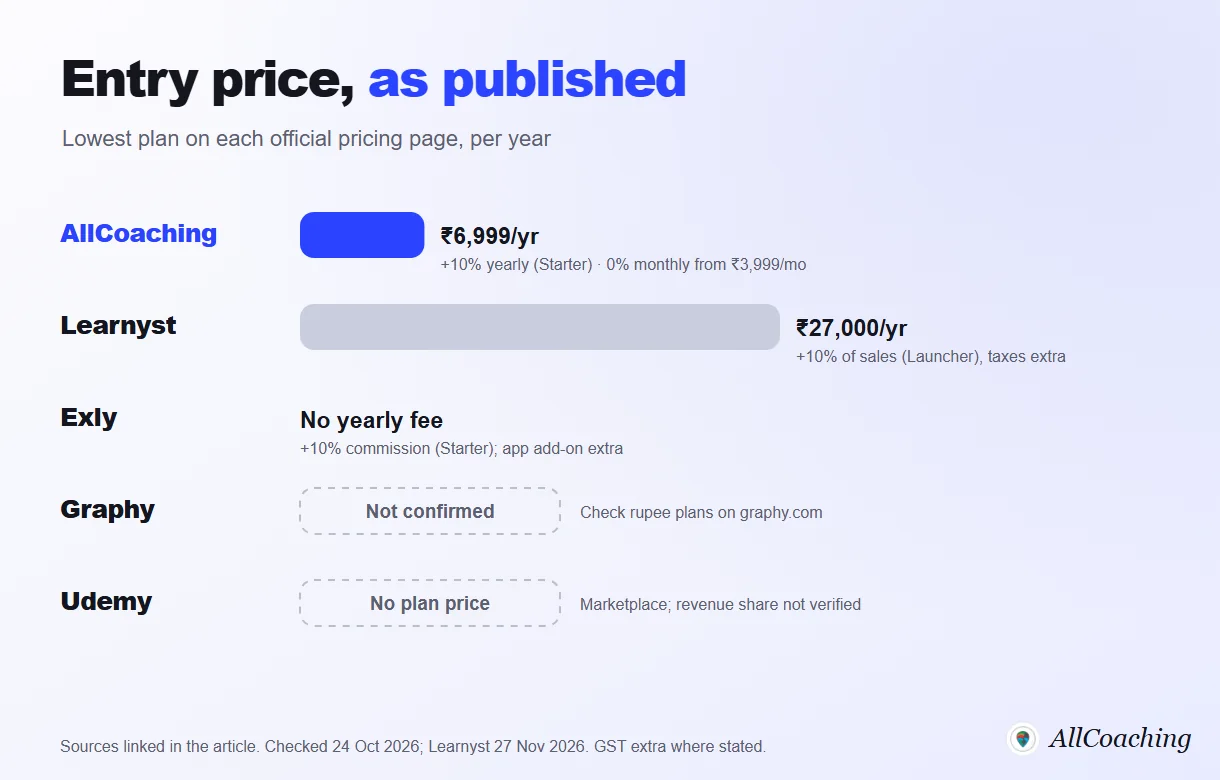 Entry price, as published
Lowest plan on each official pricing page, per year
AllCoaching
₹6,999/yr
+10% yearly (Starter) · 0% monthly from ₹3,999/mo
Learnyst
₹27,000/yr
+10% of sales (Launcher), taxes extra
Exly
No yearly fee
+10% commission (Starter); app add-on extra
Graphy
Not confirmed
Check rupee plans on graphy.com
Udemy
No plan price
Marketplace; revenue share not verified
Sources linked in the article. Checked 24 Oct 2026; Learnyst 27 Nov 2026. GST extra where stated.
AllCoaching